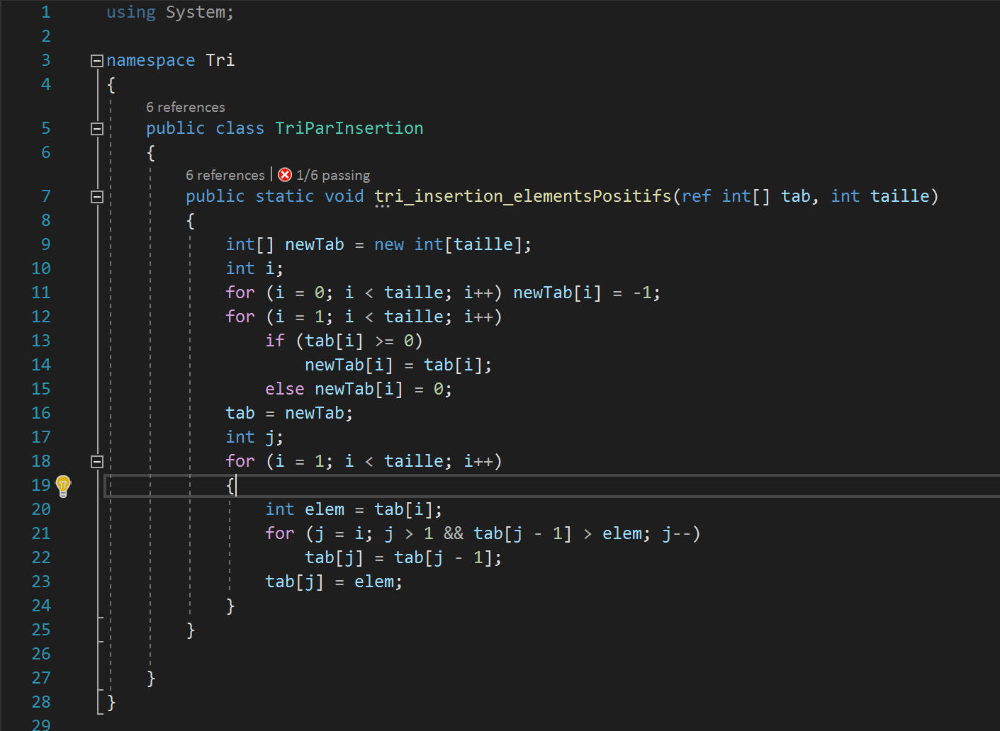 1 using System;
2
3 namespace Tri
4 {
6 references
5 public class TriParInsertion
6 {
6 references | 1/6 passing
7 public static void tri_insertion_elementsPositifs(ref int[] tab, int taille)
8 {
9 int[] newTab = new int[taille];
10 int i;
11 for (i = 0; i < taille; i++) newTab[i] = -1;
12 for (i = 1; i < taille; i++)
13 if (tab[i] >= 0)
14 newTab[i] = tab[i];
15 else newTab[i] = 0;
16 tab = newTab;
17 int j;
18 for (i = 1; i < taille; i++)
19 {
20 int elem = tab[i];
21 for (j = i; j > 1 && tab[j - 1] > elem; j--)
22 tab[j] = tab[j - 1];
23 tab[j] = elem;
24 }
25 }
26
27 }
28 }
29